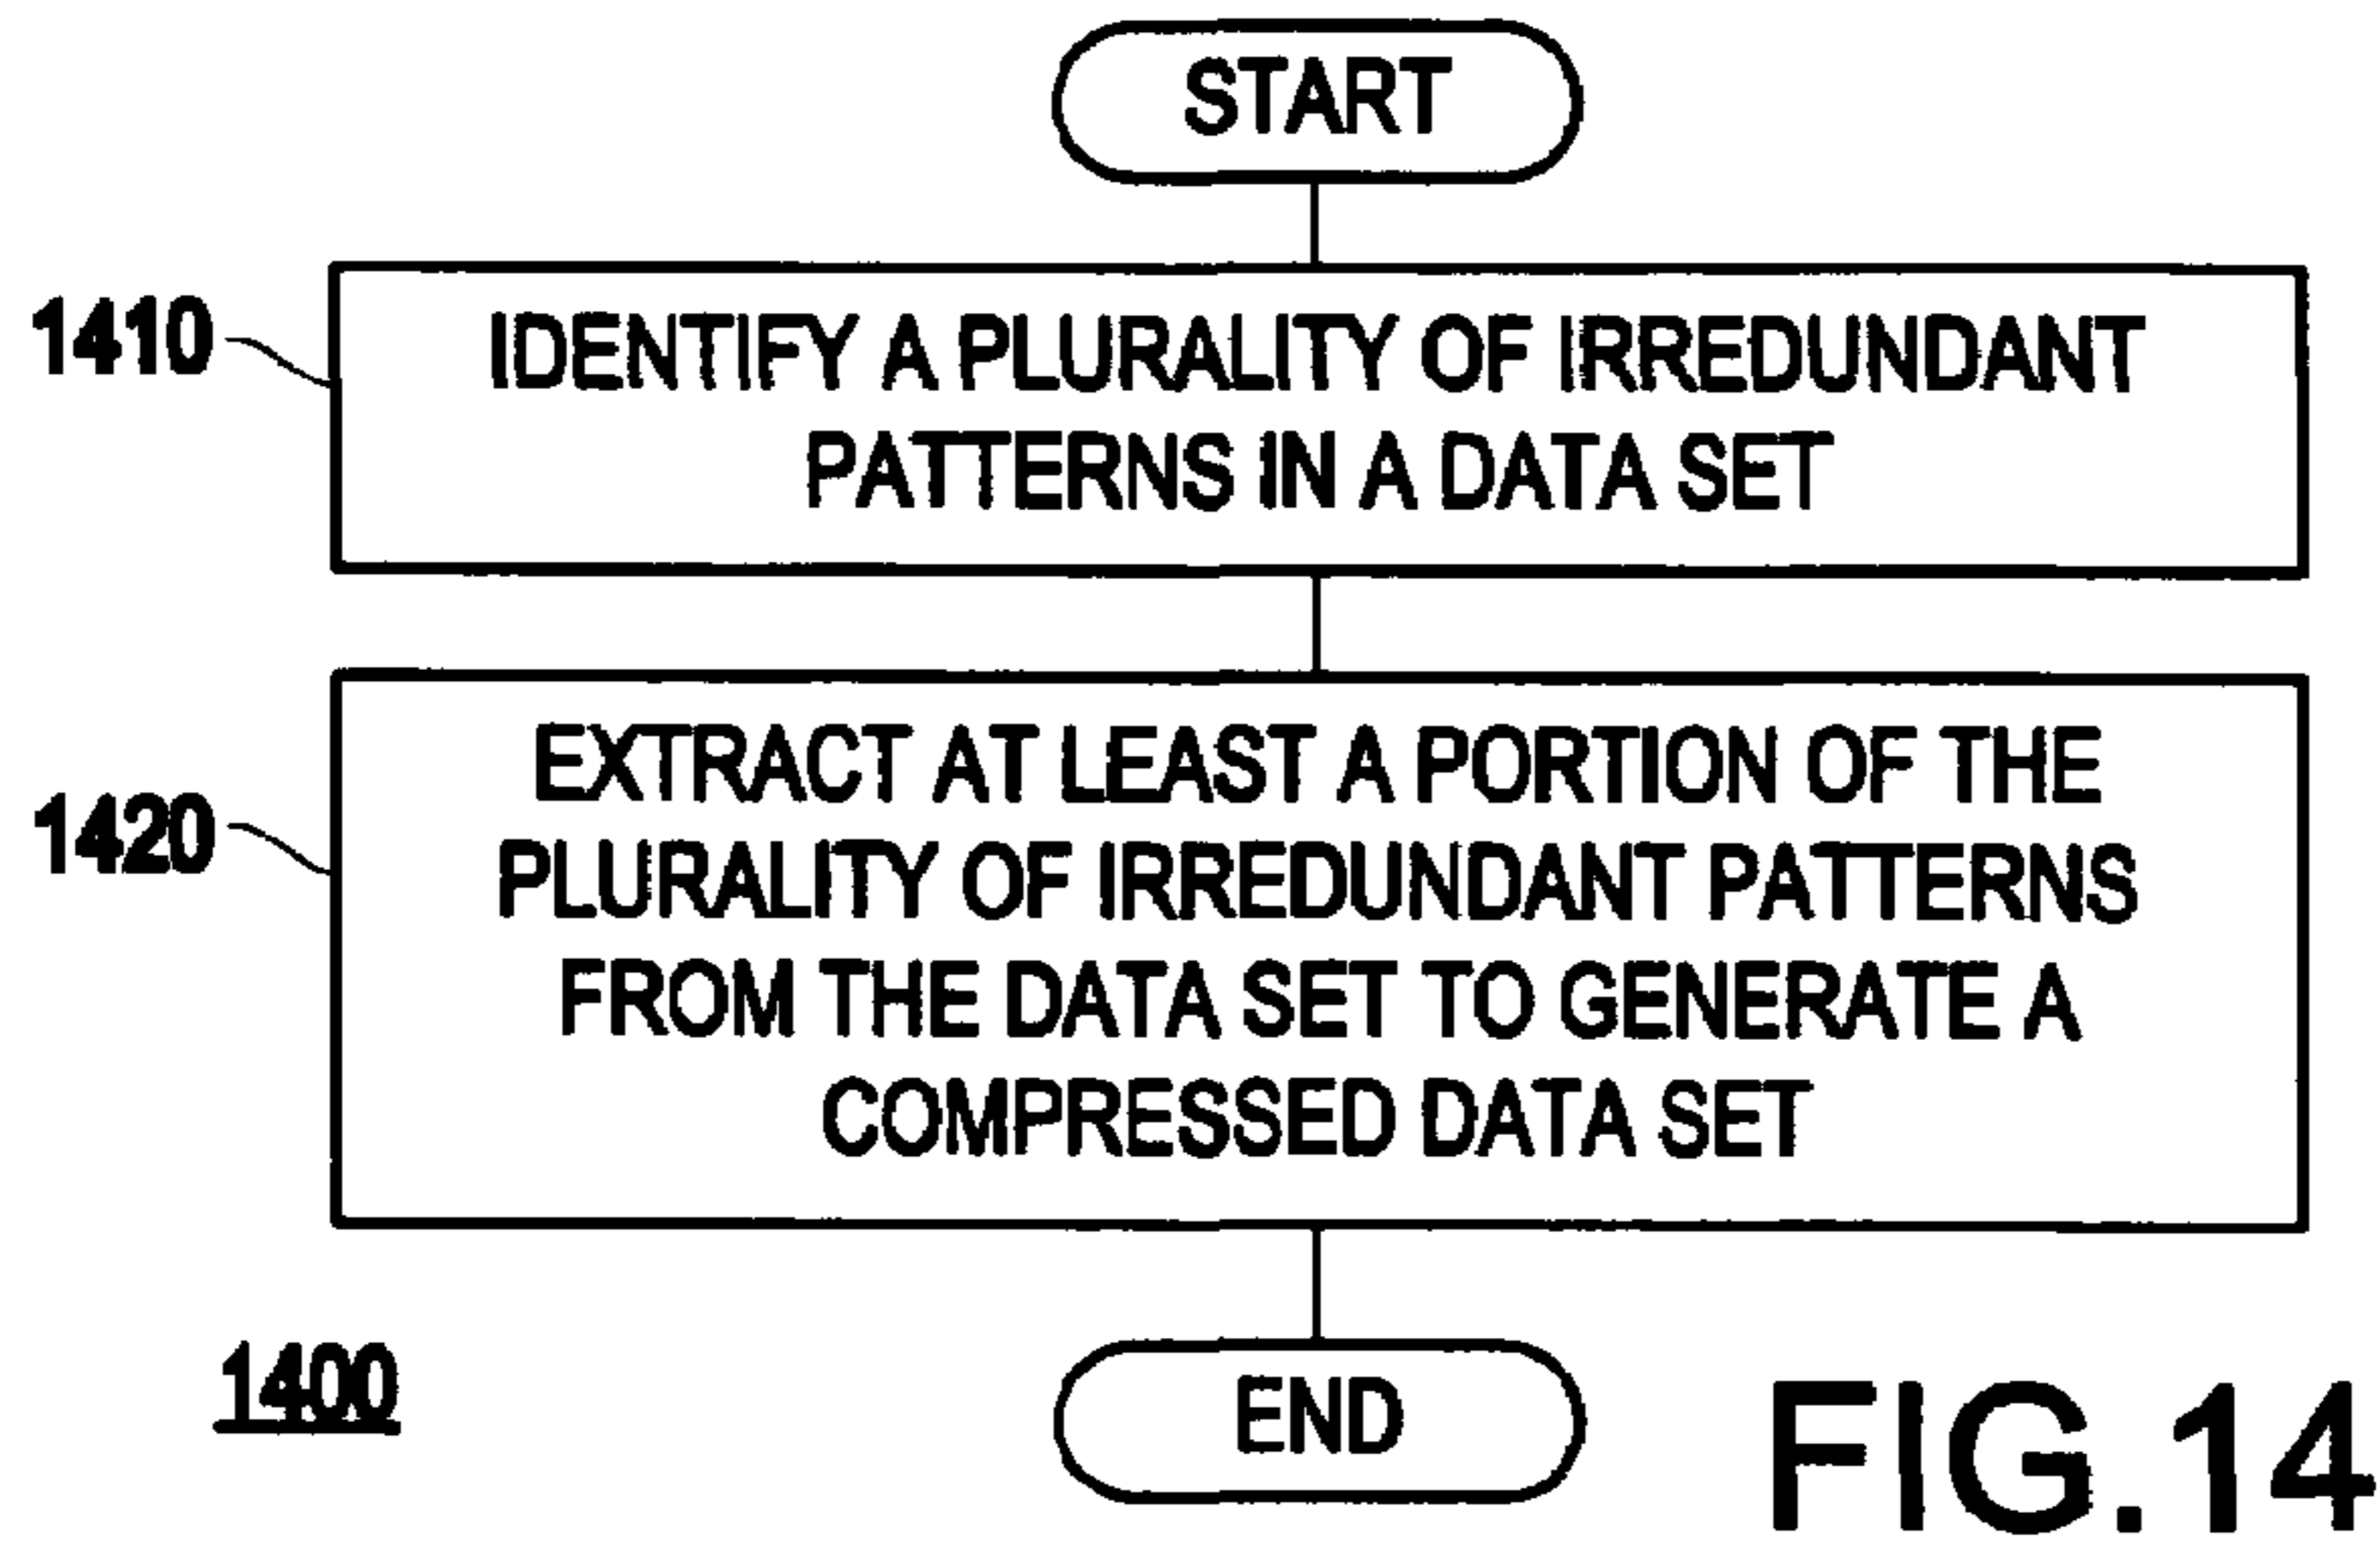 START
1410
IDENTIFY A PLURALITY OF IRREDUNDANT
PATTERNS IN A DATA SET
1420
EXTRACT AT LEAST A PORTION OF THE
PLURALITY OF IRREDUNDANT PATTERNS
FROM THE DATA SET TO GENERATE A
COMPRESSED DATA SET
1400
END
FIG.14